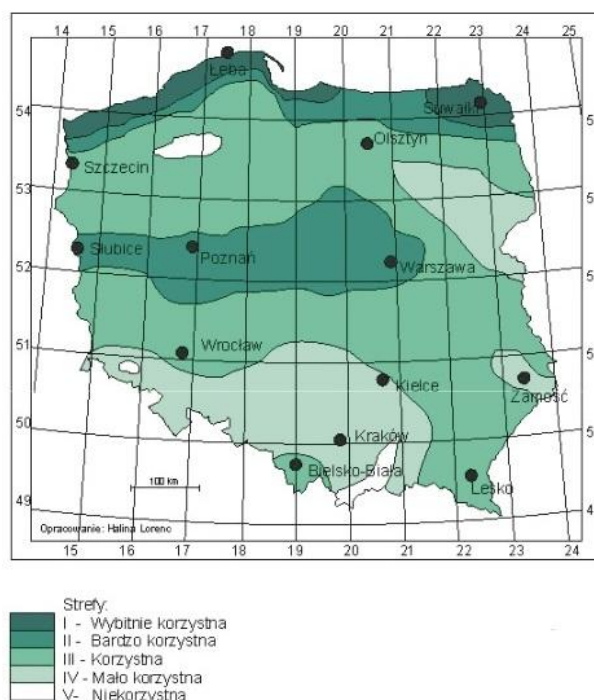 14 15 16 17 18 19 20 21 22 23 24 25
Łeba
54
Suwałki
Olsztyn
Szczecin
53
Słubice
Poznań
Warszawa
52
51
Wrocław
Kielce
Zamość
50
Kraków
Bielsko-Biała
Lesko
100 km
49
Opracowanie: Halina Lorenc
15 16 17 18 19 20 21 22 23 24
Strefy:
I - Wybitnie korzystna
II - Bardzo korzystna
III - Korzystna
IV - Mało korzystna
V- Niekorzystna